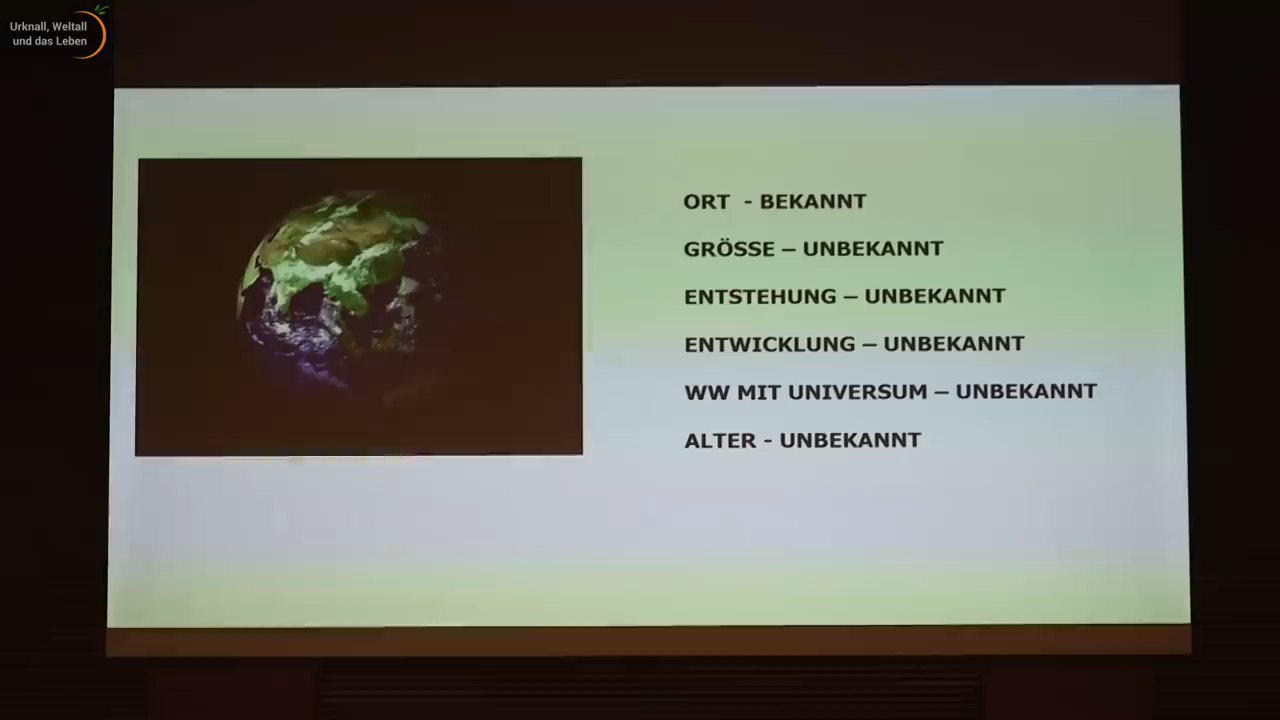 Urknall, Weltall
und das Leben
ORT - BEKANNT
GRÖSSE – UNBEKANNT
ENTSTEHUNG – UNBEKANNT
ENTWICKLUNG – UNBEKANNT
WW MIT UNIVERSUM – UNBEKANNT
ALTER - UNBEKANNT